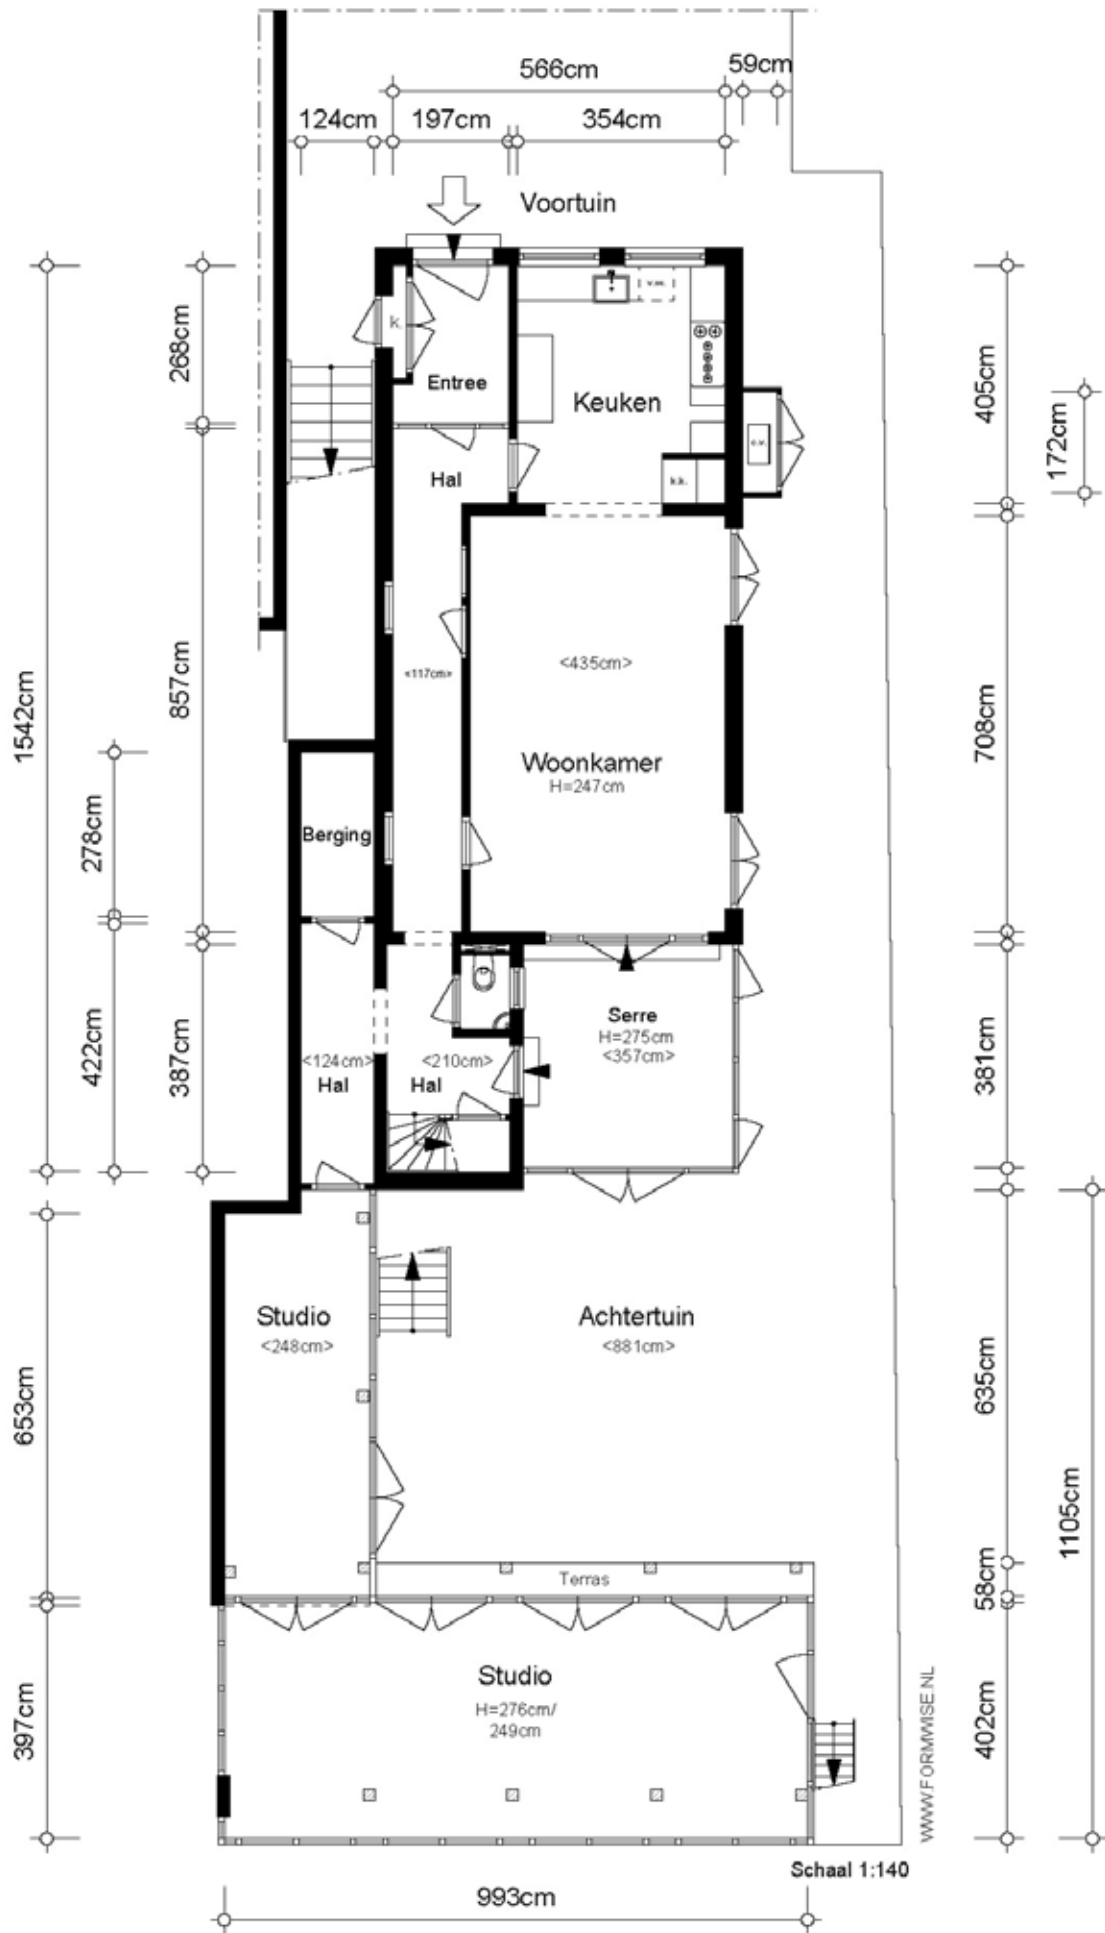 566cm
59cm
124cm
197cm
354cm
Voortuin
268cm
k.
v.w.
Entree
Keuken
405cm
172cm
c.v.
Hal
k.k.
1542cm
857cm
<117cm>
<435cm>
Woonkamer
H=247cm
708cm
278cm
Berging
422cm
387cm
<124cm>
Hal
<210cm>
Hal
Serre
H=275cm
<357cm>
381cm
653cm
Studio
<248cm>
Achtertuin
<881cm>
635cm
1105cm
Terras
58cm
397cm
Studio
H=276cm/
249cm
402cm
WWW.FORMWISE.NL
Schaal 1:140
993cm